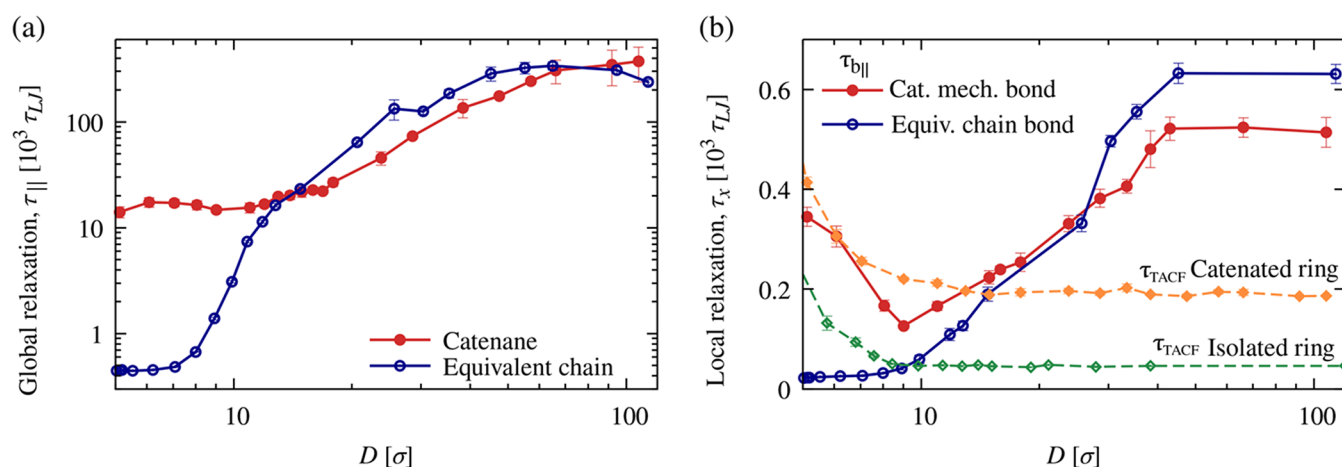 (a)
Global relaxation, τ|| [10³ τLJ]
100
10
1
10
100
D [σ]
Catenane
Equivalent chain
(b)
Local relaxation, τx [10³ τLJ]
0.6
0.4
0.2
0
10
100
D [σ]
τb||
Cat. mech. bond
Equiv. chain bond
τTACF Catenated ring
τTACF Isolated ring